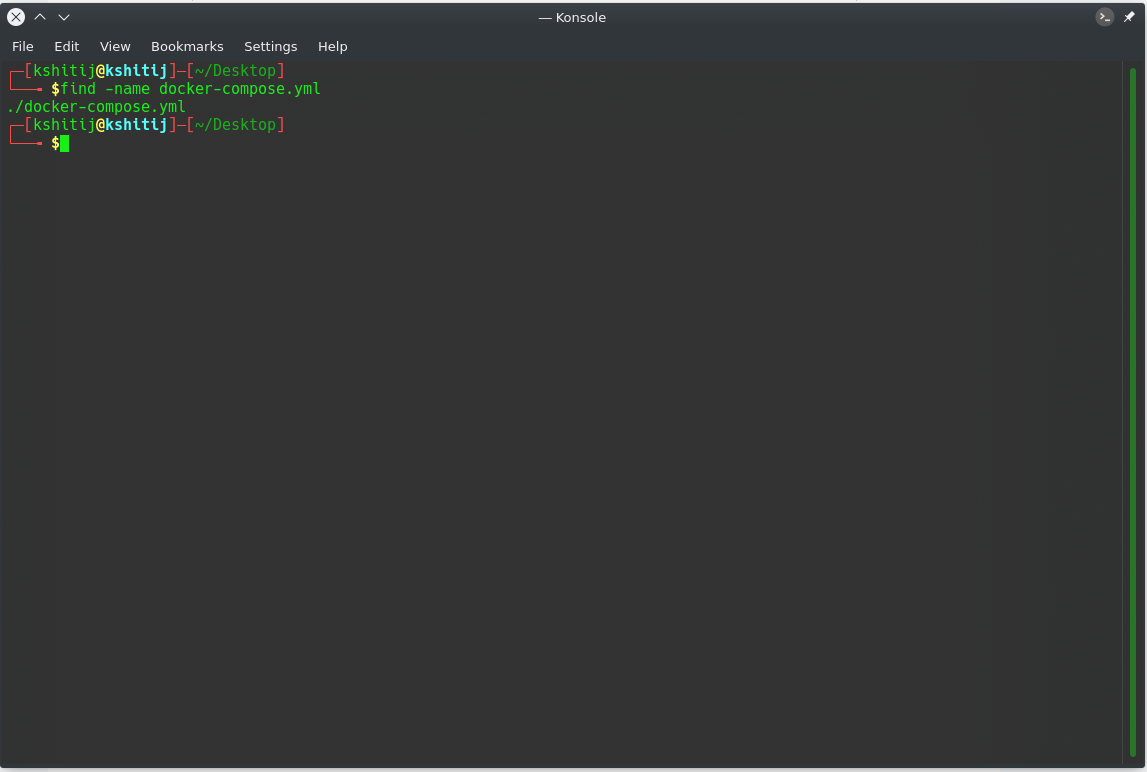 — Konsole
File Edit View Bookmarks Settings Help
┌─[kshitij@kshitij]─[~/Desktop]
└──╼ $find -name docker-compose.yml
./docker-compose.yml
┌─[kshitij@kshitij]─[~/Desktop]
└──╼ $